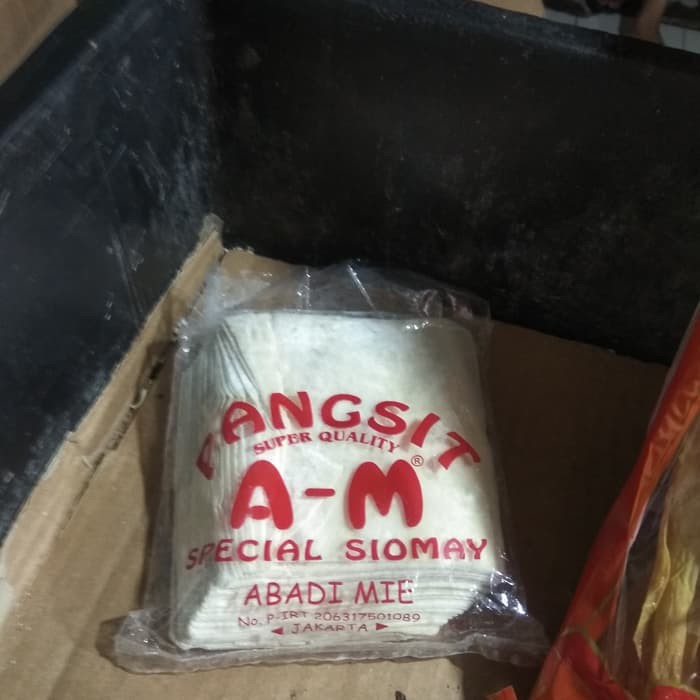 PANGSIT
SUPER QUALITY
A-M®
SPECIAL SIOMAY
ABADI MIE
No. P-IRT 206317501089
◄ JAKARTA ►